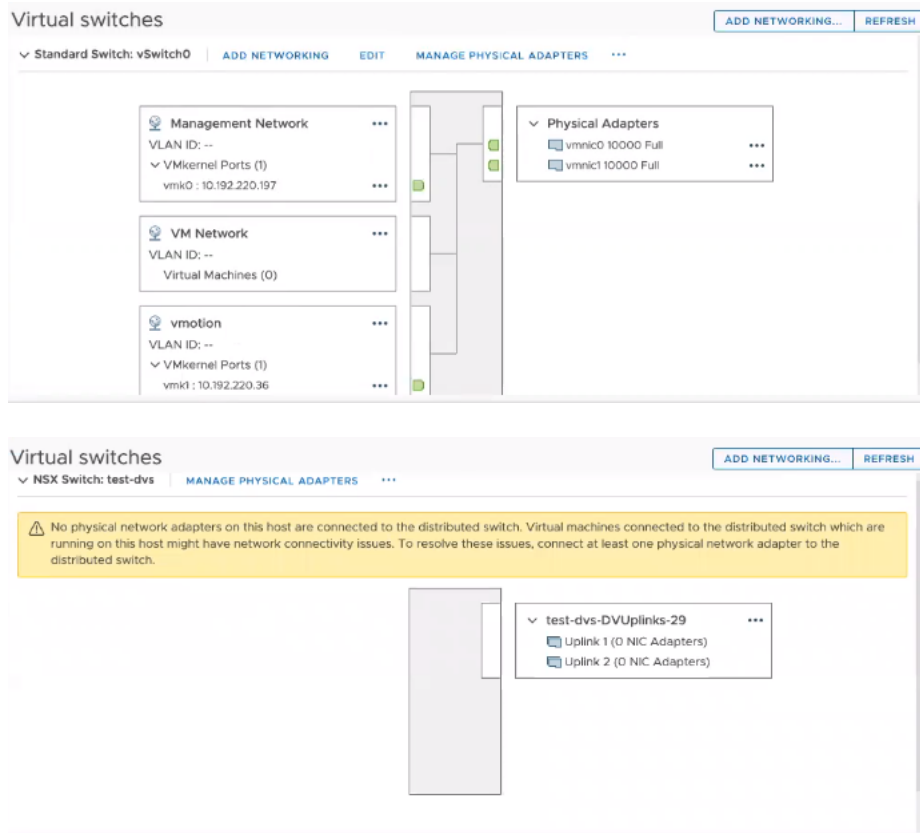 Virtual switches
ADD NETWORKING...
REFRESH
Standard Switch: vSwitch0
ADD NETWORKING
EDIT
MANAGE PHYSICAL ADAPTERS
...
Management Network
...
VLAN ID: --
VMkernel Ports (1)
vmk0 : 10.192.220.197
...
VM Network
...
VLAN ID: --
Virtual Machines (0)
vmotion
...
VLAN ID: --
VMkernel Ports (1)
vmk1 : 10.192.220.36
...
Physical Adapters
vmnic0 10000 Full
...
vmnic1 10000 Full
...
Virtual switches
ADD NETWORKING...
REFRESH
NSX Switch: test-dvs
MANAGE PHYSICAL ADAPTERS
...
No physical network adapters on this host are connected to the distributed switch. Virtual machines connected to the distributed switch which are
running on this host might have network connectivity issues. To resolve these issues, connect at least one physical network adapter to the
distributed switch.
test-dvs-DVUplinks-29
...
Uplink 1 (0 NIC Adapters)
Uplink 2 (0 NIC Adapters)